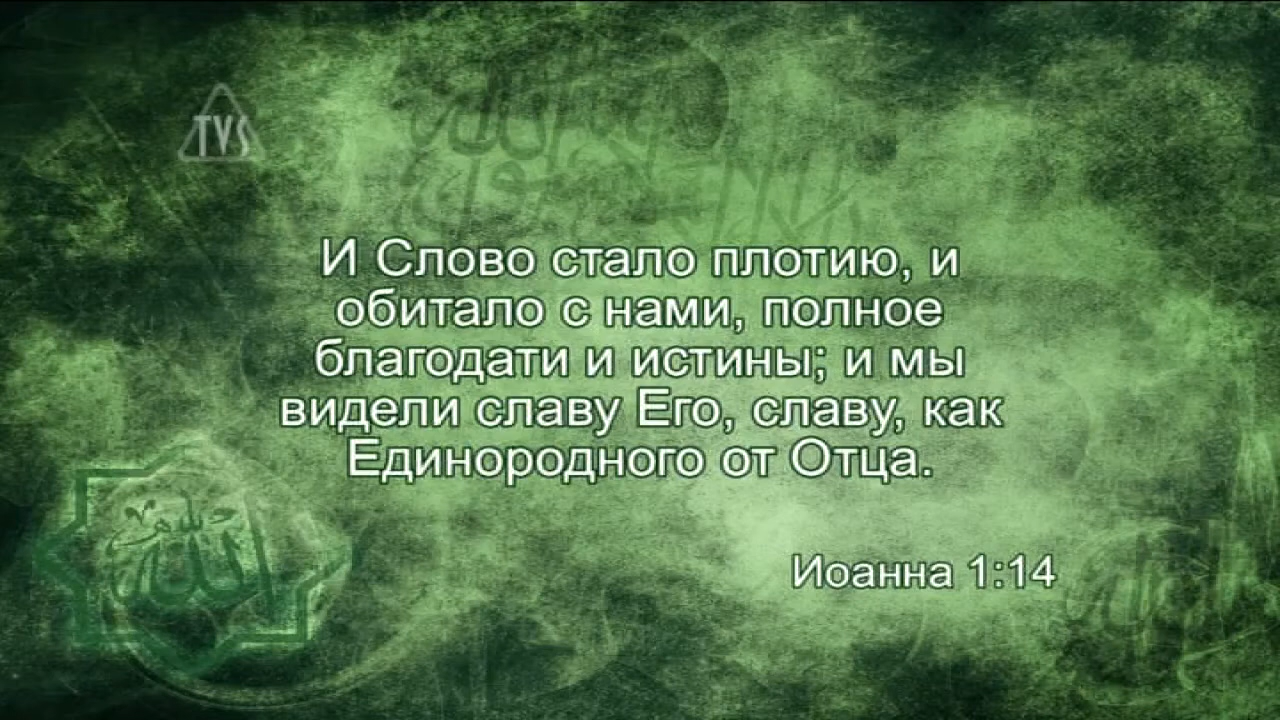 TVS
И Слово стало плотию, и
обитало с нами, полное
благодати и истины; и мы
видели славу Его, славу, как
Единородного от Отца.
Иоанна 1:14
الله